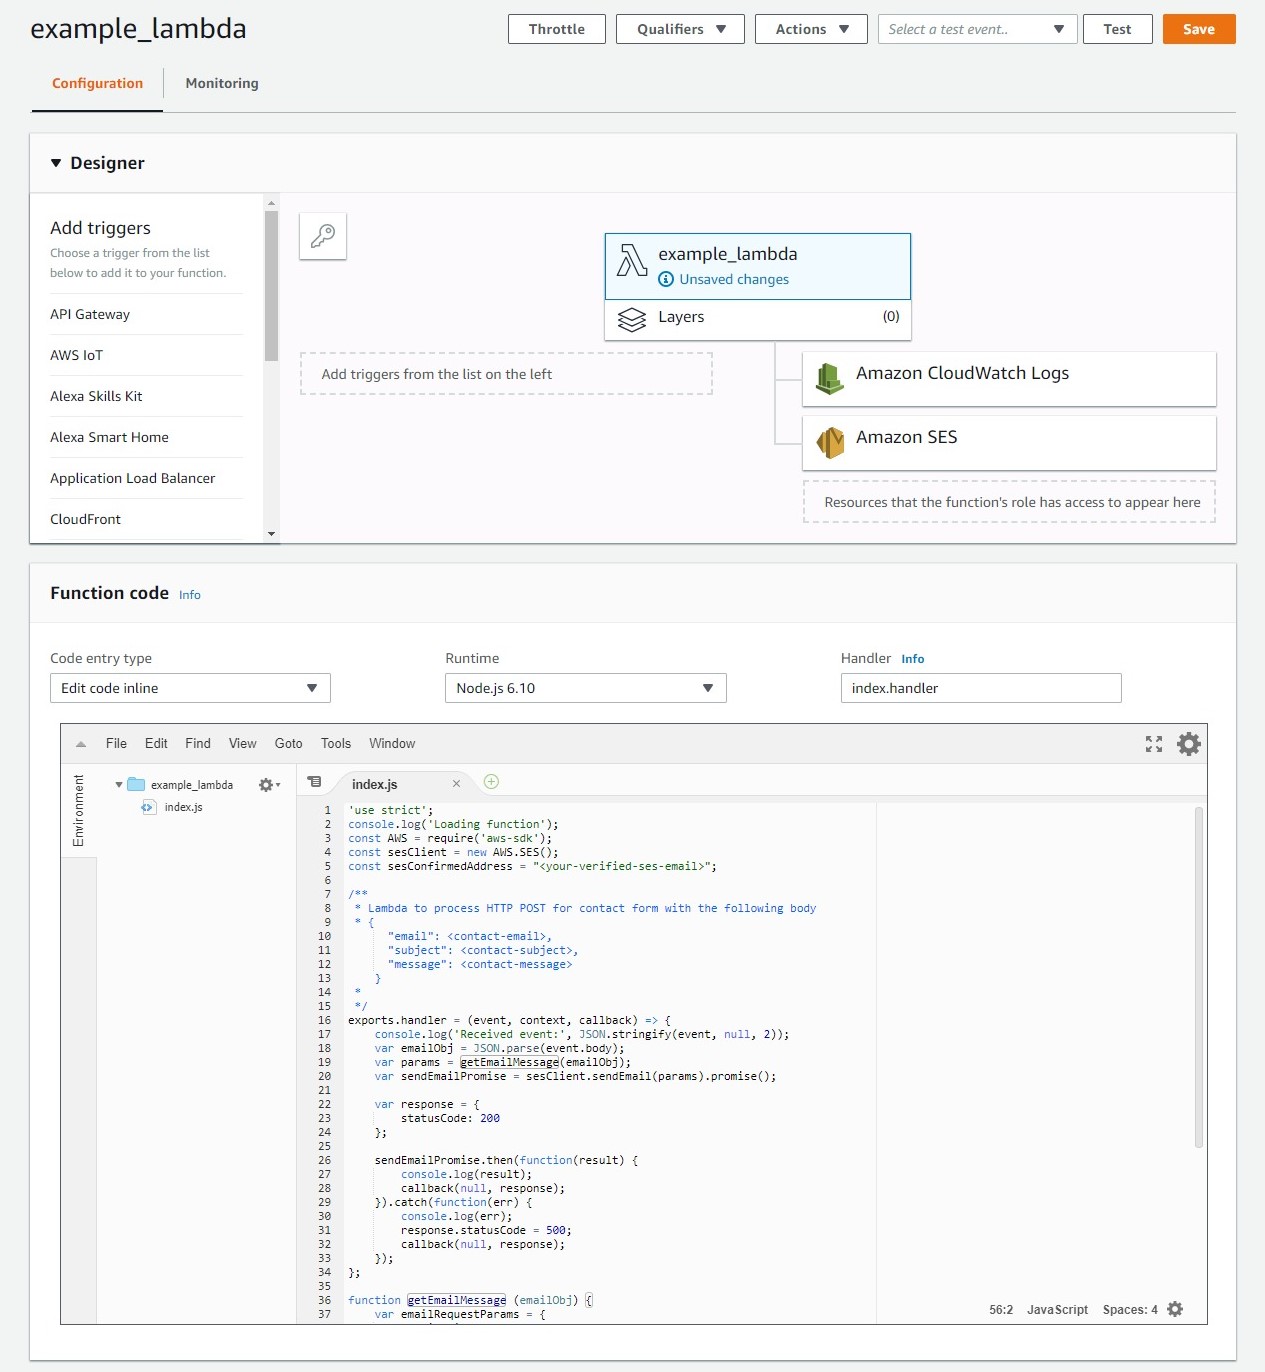 example_lambda
Throttle
Qualifiers
Actions
Select a test event..
Test
Save
Configuration
Monitoring
Designer
Add triggers
Choose a trigger from the list
below to add it to your function.
API Gateway
AWS IoT
Alexa Skills Kit
Alexa Smart Home
Application Load Balancer
CloudFront
example_lambda
Unsaved changes
Layers (0)
Add triggers from the list on the left
Amazon CloudWatch Logs
Amazon SES
Resources that the function's role has access to appear here
Function code Info
Code entry type
Edit code inline
Runtime
Node.js 6.10
Handler Info
index.handler
File Edit Find View Goto Tools Window
Environment
example_lambda
index.js
index.js
1 'use strict';
2 console.log('Loading function');
3 const AWS = require('aws-sdk');
4 const sesClient = new AWS.SES();
5 const sesConfirmedAddress = "<your-verified-ses-email>";
6
7 /**
8 * Lambda to process HTTP POST for contact form with the following body
9 * {
10 "email": <contact-email>,
11 "subject": <contact-subject>,
12 "message": <contact-message>
13 }
14 *
15 */
16 exports.handler = (event, context, callback) => {
17 console.log('Received event:', JSON.stringify(event, null, 2));
18 var emailObj = JSON.parse(event.body);
19 var params = getEmailMessage(emailObj);
20 var sendEmailPromise = sesClient.sendEmail(params).promise();
21
22 var response = {
23 statusCode: 200
24 };
25
26 sendEmailPromise.then(function(result) {
27 console.log(result);
28 callback(null, response);
29 }).catch(function(err) {
30 console.log(err);
31 response.statusCode = 500;
32 callback(null, response);
33 });
34 };
35
36 function getEmailMessage (emailObj) {
37 var emailRequestParams = {
56:2 JavaScript Spaces: 4